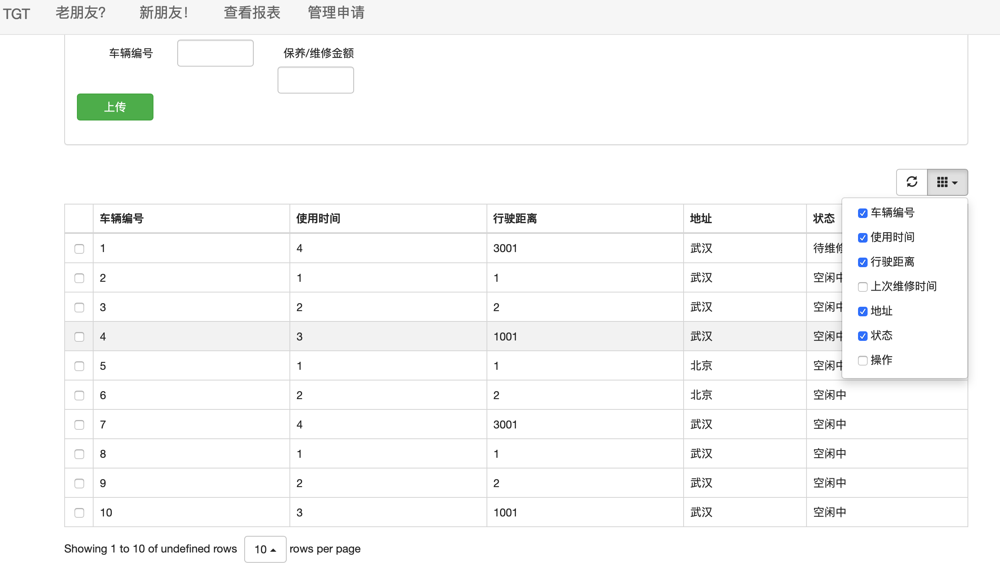 TGT 老朋友? 新朋友! 查看报表 管理申请
车辆编号 保养/维修金额
上传
车辆编号 使用时间 行驶距离 地址 状态
1 4 3001 武汉 待维
2 1 1 武汉 空闲
3 2 2 武汉 空闲
4 3 1001 武汉 空闲
5 1 1 北京 空闲
6 2 2 北京 空闲中
7 4 3001 武汉 空闲中
8 1 1 武汉 空闲中
9 2 2 武汉 空闲中
10 3 1001 武汉 空闲中
车辆编号
使用时间
行驶距离
上次维修时间
地址
状态
操作
Showing 1 to 10 of undefined rows 10 rows per page